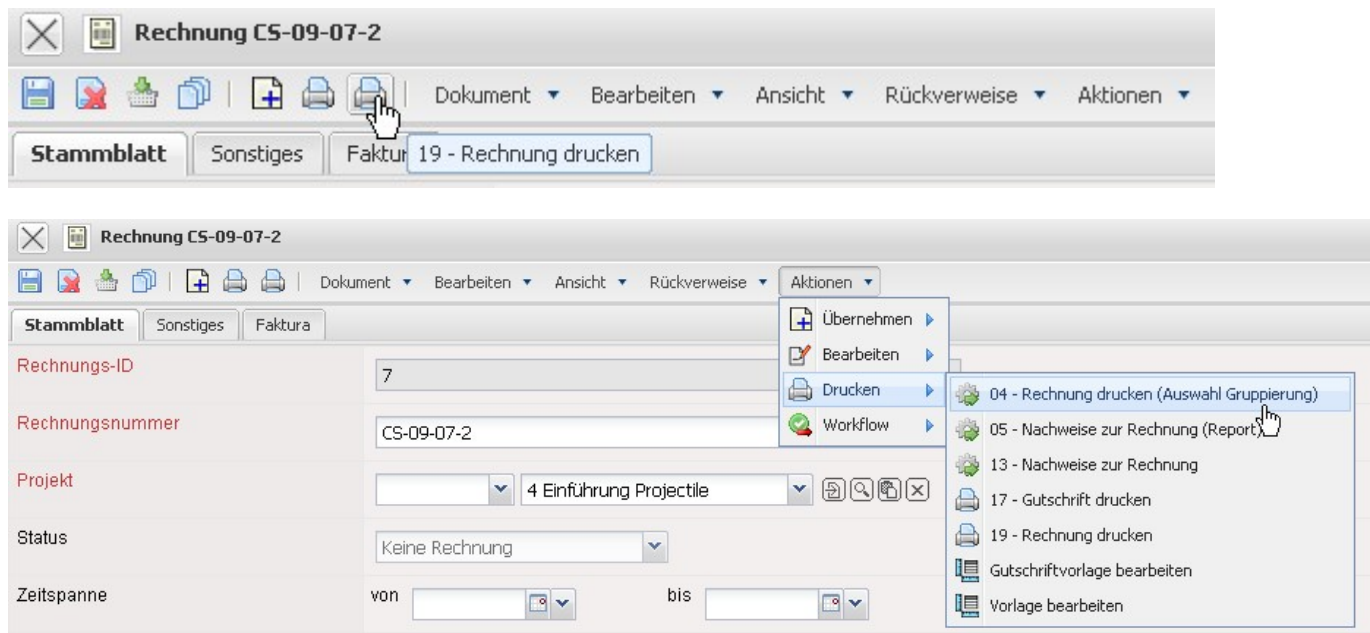 Rechnung CS-09-07-2
Dokument Bearbeiten Ansicht Rückverweise Aktionen
Stammblatt Sonstiges Faktur
19 - Rechnung drucken
Rechnung CS-09-07-2
Dokument Bearbeiten Ansicht Rückverweise Aktionen
Stammblatt Sonstiges Faktura
Übernehmen
Bearbeiten
Drucken
Workflow
04 - Rechnung drucken (Auswahl Gruppierung)
05 - Nachweise zur Rechnung (Report)
13 - Nachweise zur Rechnung
17 - Gutschrift drucken
19 - Rechnung drucken
Gutschriftvorlage bearbeiten
Vorlage bearbeiten
Rechnungs-ID 7
Rechnungsnummer CS-09-07-2
Projekt 4 Einführung Projectile
Status Keine Rechnung
Zeitspanne von bis